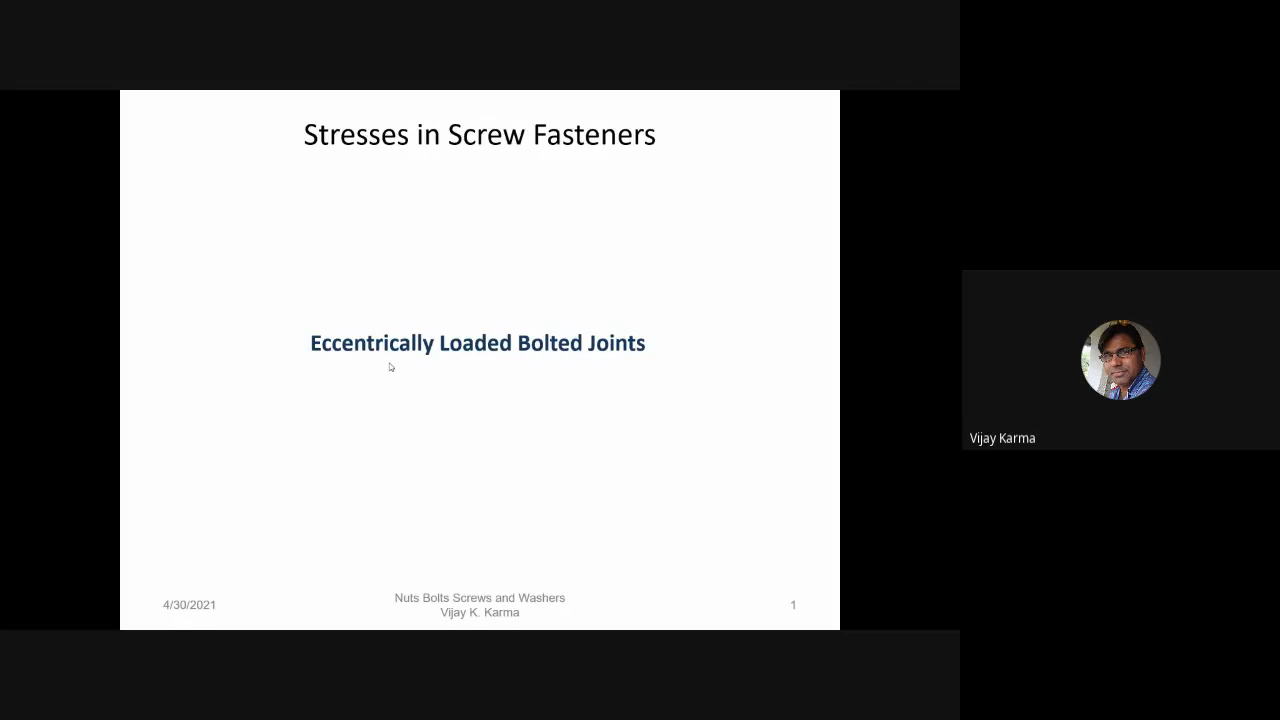 Stresses in Screw Fasteners
Eccentrically Loaded Bolted Joints
Vijay Karma
4/30/2021
Nuts Bolts Screws and Washers
Vijay K. Karma
1